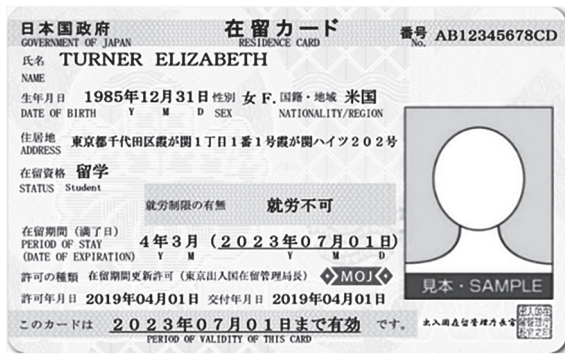 日本国政府 在留カード 番号 AB12345678CD
GOVERNMENT OF JAPAN RESIDENCE CARD No.
氏名 TURNER ELIZABETH
NAME
生年月日 1985年12月31日 性別 女 F. 国籍・地域 米国
DATE OF BIRTH Y M D SEX NATIONALITY/REGION
住居地 東京都千代田区霞が関1丁目1番1号霞が関ハイツ202号
ADDRESS
在留資格 留学
STATUS Student
就労制限の有無 就労不可
在留期間(満了日)
PERIOD OF STAY 4年3月(2023年07月01日)
(DATE OF EXPIRATION) Y M Y M D
許可の種類 在留期間更新許可(東京出入国在留管理局長) MOJ
見本・SAMPLE
許可年月日 2019年04月01日 交付年月日 2019年04月01日
このカードは 2023年07月01日まで有効 です。
PERIOD OF VALIDITY OF THIS CARD
出入国在留管理庁長官